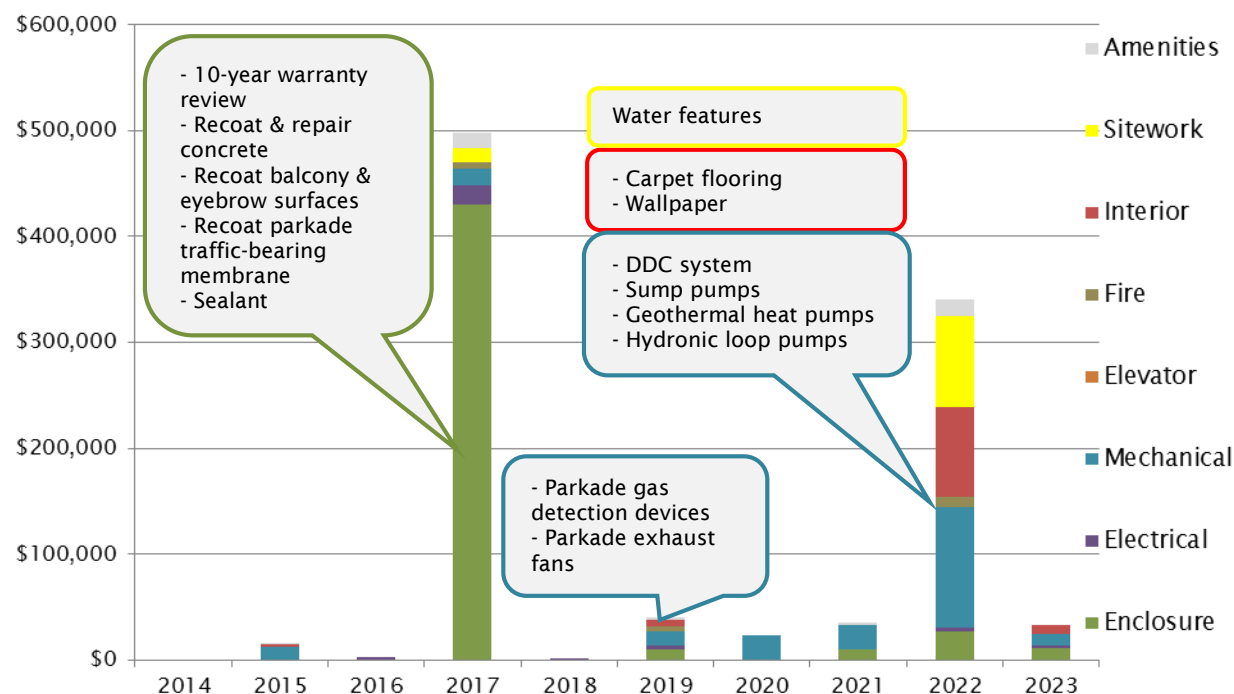 $600,000
$500,000
$400,000
$300,000
$200,000
$100,000
$0
- 10-year warranty
review
- Recoat & repair
concrete
- Recoat balcony &
eyebrow surfaces
- Recoat parkade
traffic-bearing
membrane
- Sealant
Water features
- Carpet flooring
- Wallpaper
- DDC system
- Sump pumps
- Geothermal heat pumps
- Hydronic loop pumps
- Parkade gas
detection devices
- Parkade exhaust
fans
Amenities
Sitework
Interior
Fire
Elevator
Mechanical
Electrical
Enclosure
2014 2015 2016 2017 2018 2019 2020 2021 2022 2023